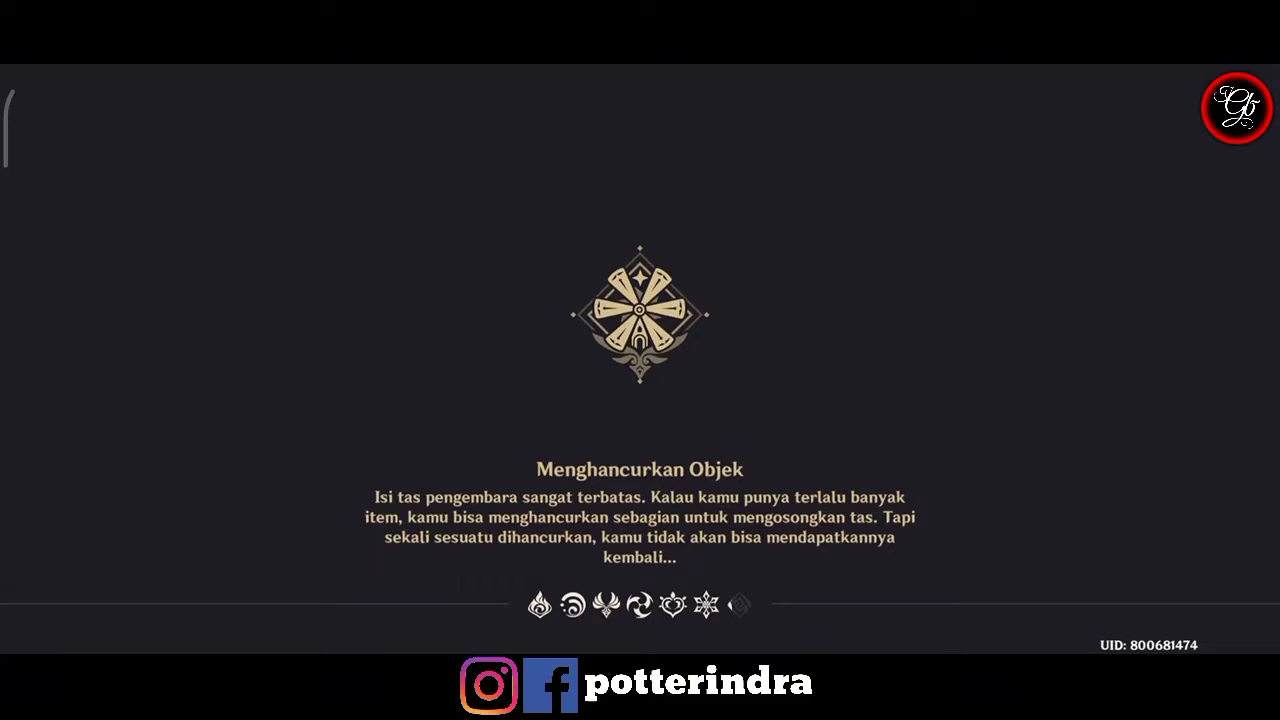 Gb
Menghancurkan Objek
Isi tas pengembara sangat terbatas. Kalau kamu punya terlalu banyak
item, kamu bisa menghancurkan sebagian untuk mengosongkan tas. Tapi
sekali sesuatu dihancurkan, kamu tidak akan bisa mendapatkannya
kembali...
UID: 800681474
potterindra